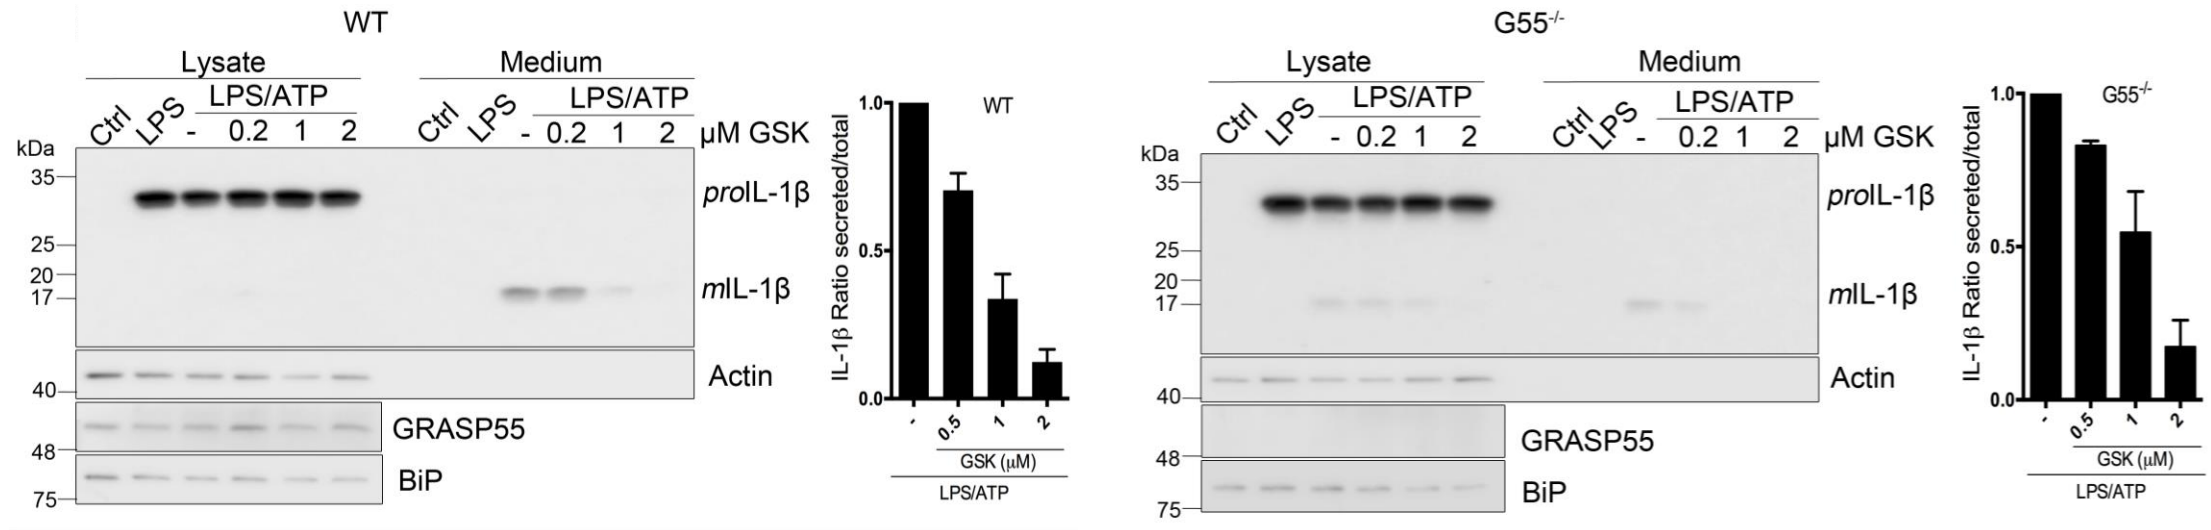 WT
Lysate Medium
LPS/ATP LPS/ATP
Ctrl LPS - 0.2 1 2 Ctrl LPS - 0.2 1 2 μM GSK
kDa
35
proIL-1β
25
20
17
mIL-1β
40
Actin
GRASP55
48
BiP
75
WT
IL-1β Ratio secreted/total
1.0
0.5
0.0
- 0.5 1 2
GSK (μM)
LPS/ATP
G55-/-
Lysate Medium
LPS/ATP LPS/ATP
Ctrl LPS - 0.2 1 2 Ctrl LPS - 0.2 1 2 μM GSK
kDa
35
proIL-1β
25
20
17
mIL-1β
40
Actin
GRASP55
48
BiP
75
G55-/-
IL-1β Ratio secreted/total
1.0
0.5
0.0
- 0.5 1 2
GSK (μM)
LPS/ATP